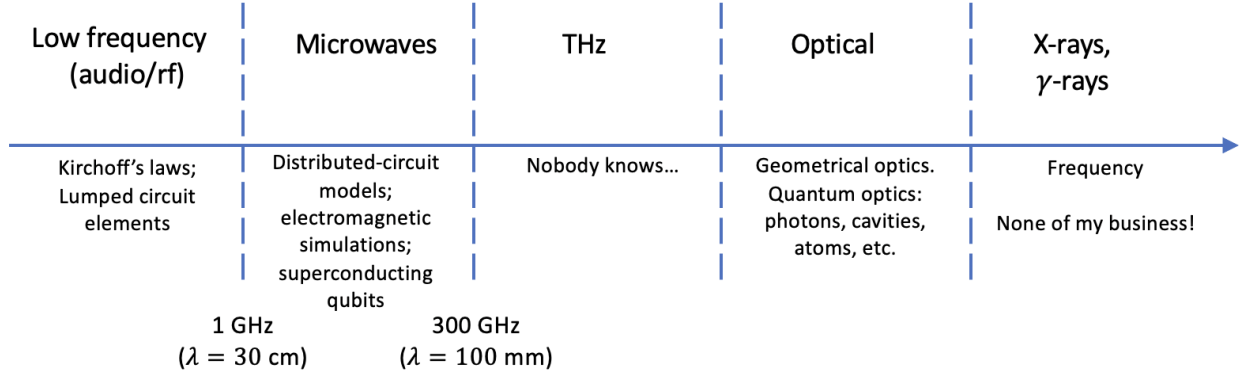 Low frequency
(audio/rf)
Microwaves
THz
Optical
X-rays,
γ-rays
Kirchoff’s laws;
Lumped circuit
elements
Distributed-circuit
models;
electromagnetic
simulations;
superconducting
qubits
Nobody knows...
Geometrical optics.
Quantum optics:
photons, cavities,
atoms, etc.
Frequency
None of my business!
1 GHz
(λ = 30 cm)
300 GHz
(λ = 100 mm)